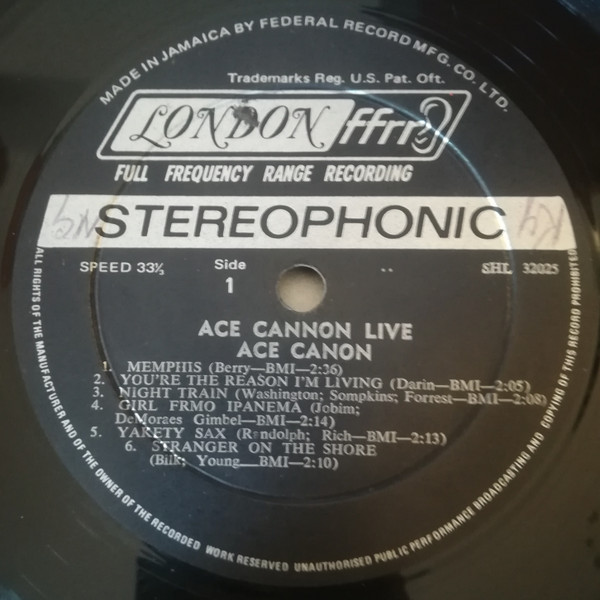 MADE IN JAMAICA BY FEDERAL RECORD MFG. CO. LTD.
Trademarks Reg. U.S. Pat. Oft.
LONDON ffrr
FULL FREQUENCY RANGE RECORDING
STEREOPHONIC
SPEED 33⅓
Side
1
SHL 32025
ACE CANNON LIVE
ACE CANON
1. MEMPHIS (Berry—BMI—2:36)
2. YOU'RE THE REASON I'M LIVING (Darin—BMI—2:05)
3. NIGHT TRAIN (Washington; Sompkins; Forrest—BMI—2:08)
4. GIRL FRMO IPANEMA (Jobim;
DeMoraes Gimbel—BMI—2:14)
5. YAKETY SAX (Randolph; Rich—BMI—2:13)
6. STRANGER ON THE SHORE
(Bilk; Young—BMI—2:10)
ALL RIGHTS OF THE MANUFACTURER AND OF THE OWNER OF THE RECORDED WORK RESERVED UNAUTHORISED PUBLIC PERFORMANCE BROADCASTING AND COPYING OF THIS RECORD PROHIBITED